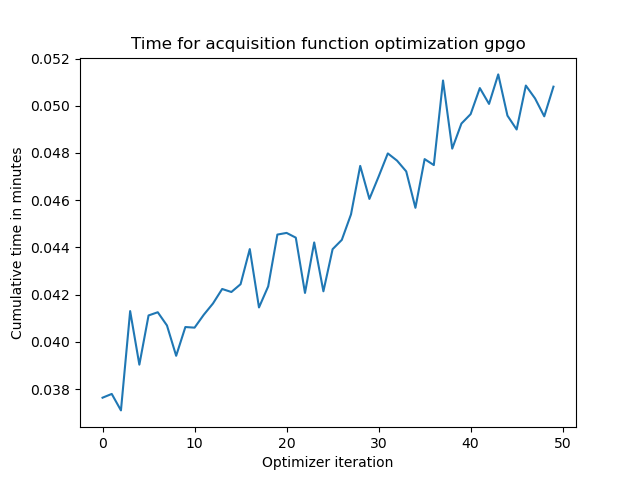 Time for acquisition function optimization gpgo
0.052
0.050
0.048
0.046
0.044
0.042
0.040
0.038
Cumulative time in minutes
0 10 20 30 40 50
Optimizer iteration